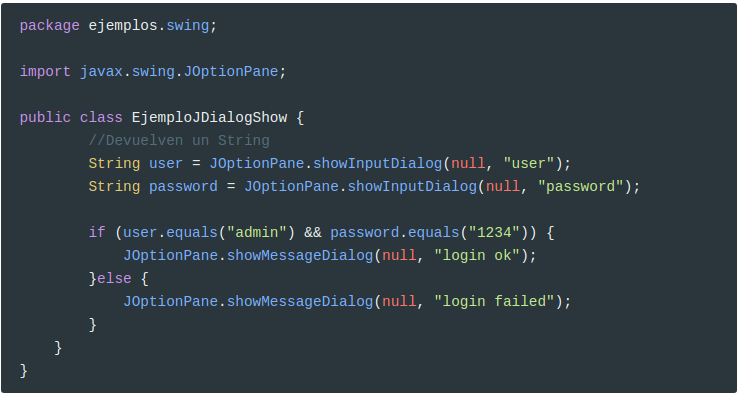 package ejemplos.swing;
import javax.swing.JOptionPane;
public class EjemploJDialogShow {
//Devuelven un String
String user = JOptionPane.showInputDialog(null, "user");
String password = JOptionPane.showInputDialog(null, "password");
if (user.equals("admin") && password.equals("1234")) {
JOptionPane.showMessageDialog(null, "login ok");
}else {
JOptionPane.showMessageDialog(null, "login failed");
}
}
}